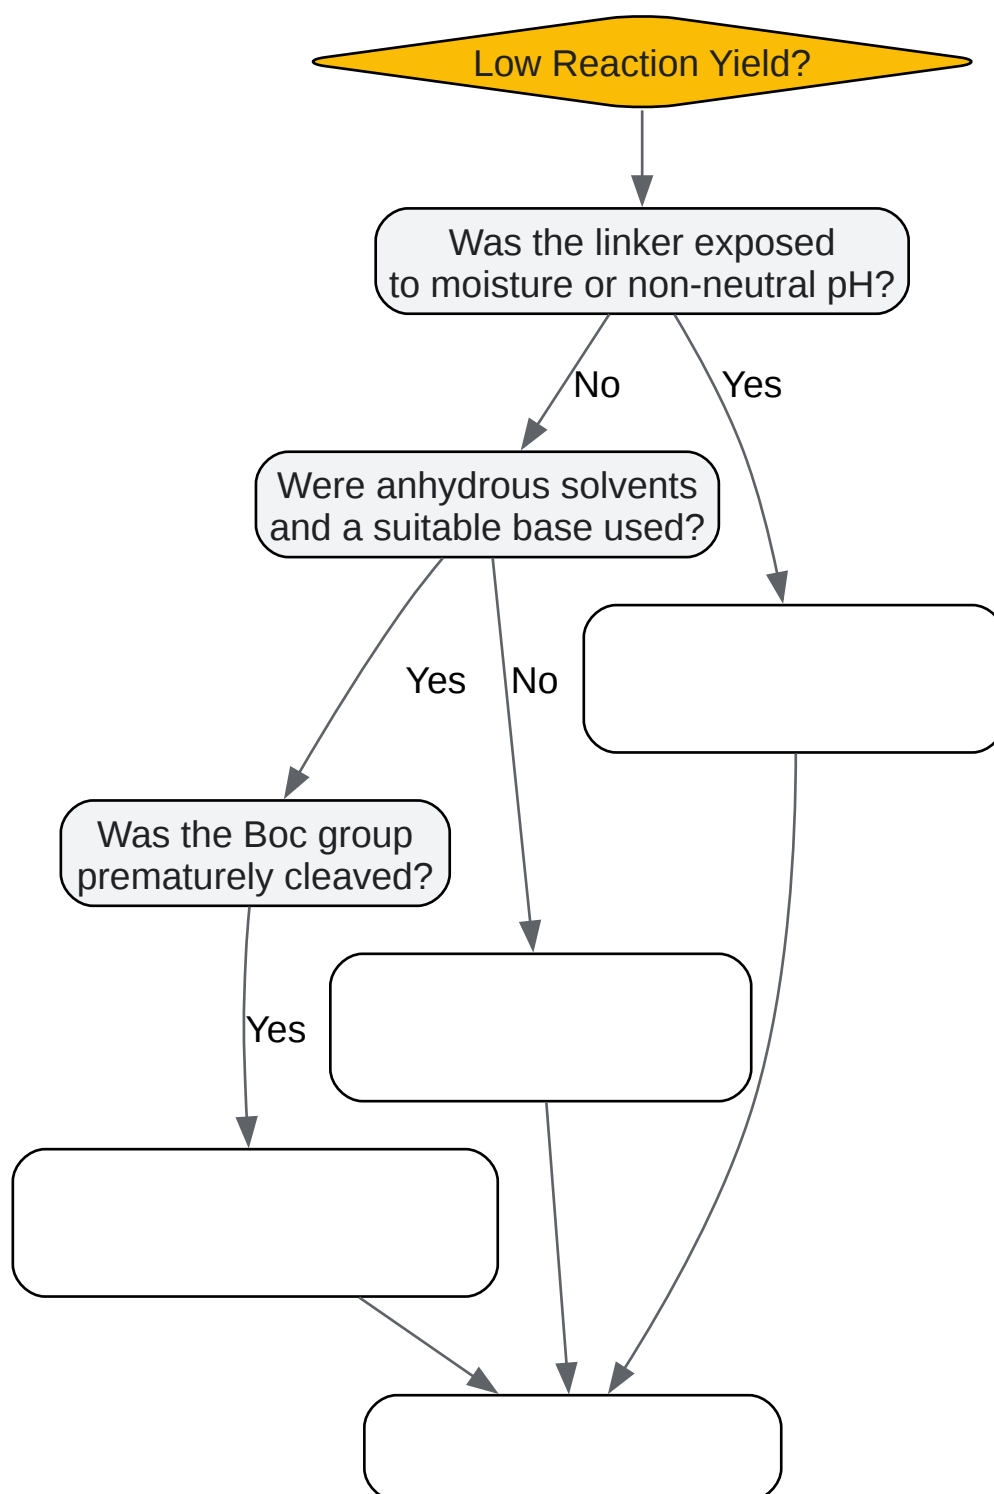 Low Reaction Yield?
Was the linker exposed
to moisture or non-neutral pH?
No
Yes
Were anhydrous solvents
and a suitable base used?
Yes
No
Was the Boc group
prematurely cleaved?
Yes